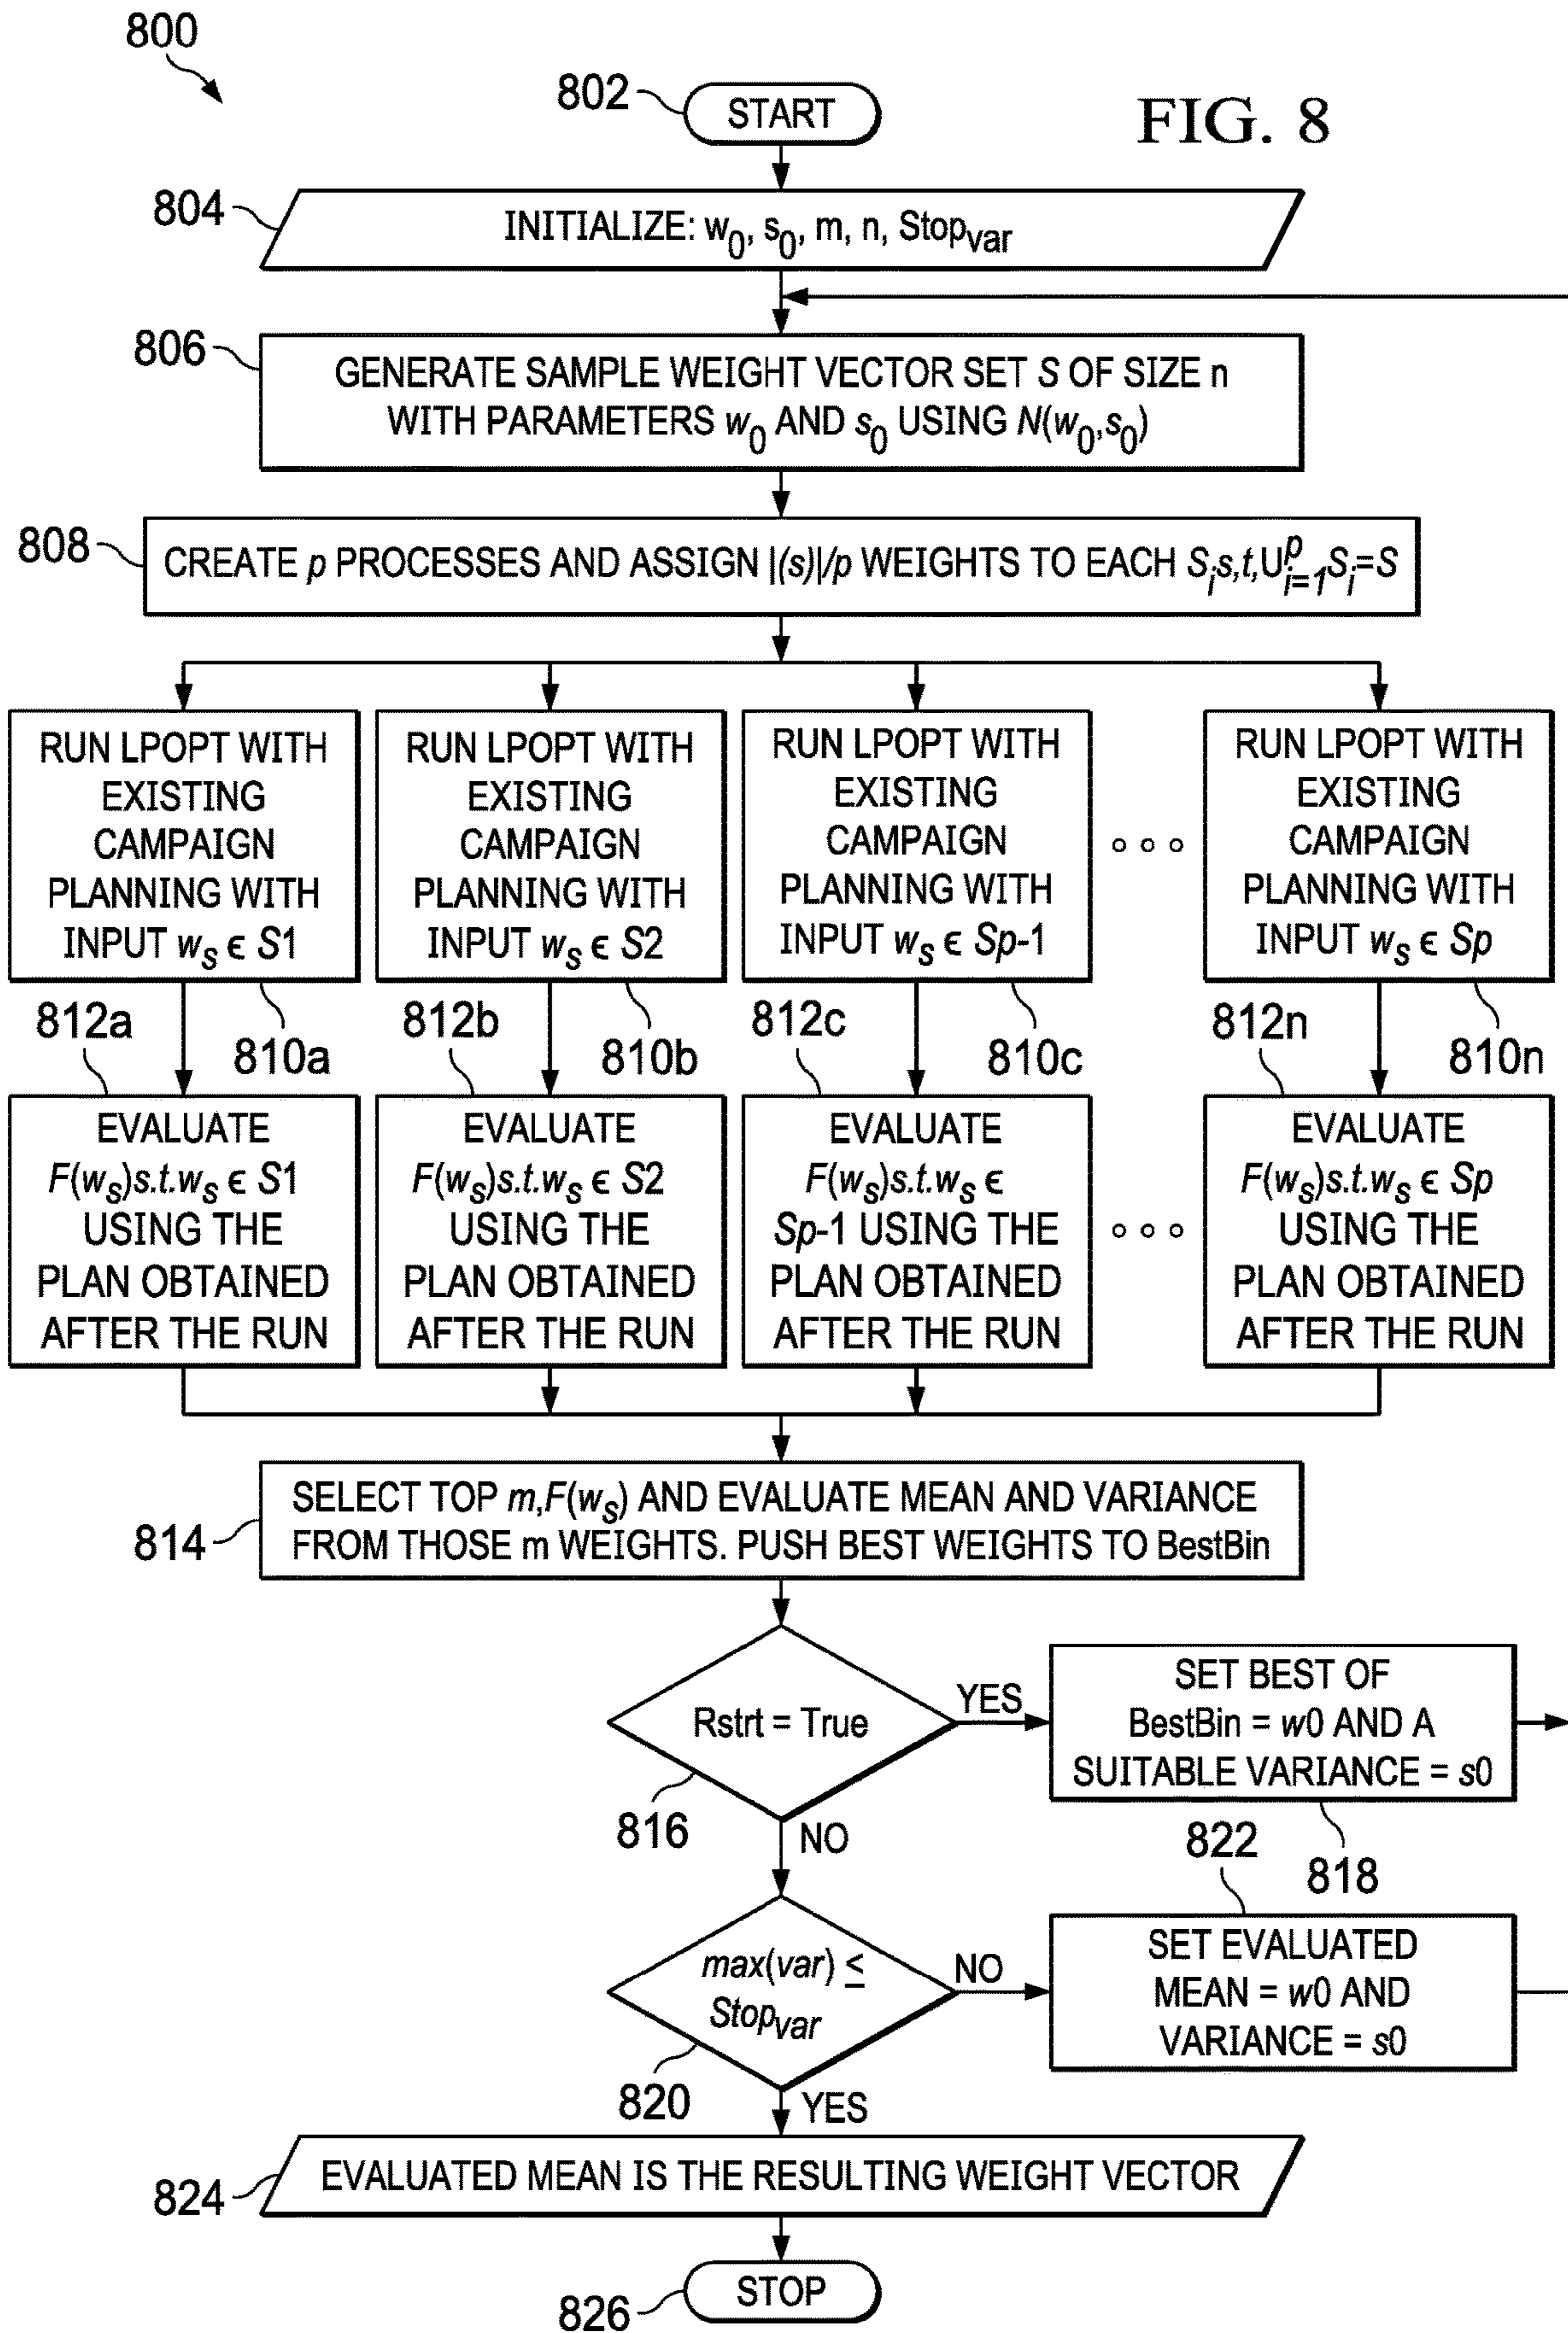 800
802
START
FIG. 8
804
INITIALIZE: w0, s0, m, n, Stopvar
806
GENERATE SAMPLE WEIGHT VECTOR SET S OF SIZE n
WITH PARAMETERS w0 AND s0 USING N(w0,s0)
808
CREATE p PROCESSES AND ASSIGN |(s)|/p WEIGHTS TO EACH Sis,t,U^p_i=1Si=S
RUN LPOPT WITH
EXISTING
CAMPAIGN
PLANNING WITH
INPUT ws ϵ S1
RUN LPOPT WITH
EXISTING
CAMPAIGN
PLANNING WITH
INPUT ws ϵ S2
RUN LPOPT WITH
EXISTING
CAMPAIGN
PLANNING WITH
INPUT ws ϵ Sp-1
RUN LPOPT WITH
EXISTING
CAMPAIGN
PLANNING WITH
INPUT ws ϵ Sp
812a
810a
812b
810b
812c
810c
812n
810n
EVALUATE
F(ws)s.t.ws ϵ S1
USING THE
PLAN OBTAINED
AFTER THE RUN
EVALUATE
F(ws)s.t.ws ϵ S2
USING THE
PLAN OBTAINED
AFTER THE RUN
EVALUATE
F(ws)s.t.ws ϵ
Sp-1 USING THE
PLAN OBTAINED
AFTER THE RUN
EVALUATE
F(ws)s.t.ws ϵ Sp
USING THE
PLAN OBTAINED
AFTER THE RUN
814
SELECT TOP m,F(ws) AND EVALUATE MEAN AND VARIANCE
FROM THOSE m WEIGHTS. PUSH BEST WEIGHTS TO BestBin
Rstrt = True
YES
816
NO
SET BEST OF
BestBin = w0 AND A
SUITABLE VARIANCE = s0
818
822
max(var) ≤
Stopvar
NO
820
YES
SET EVALUATED
MEAN = w0 AND
VARIANCE = s0
824
EVALUATED MEAN IS THE RESULTING WEIGHT VECTOR
826
STOP